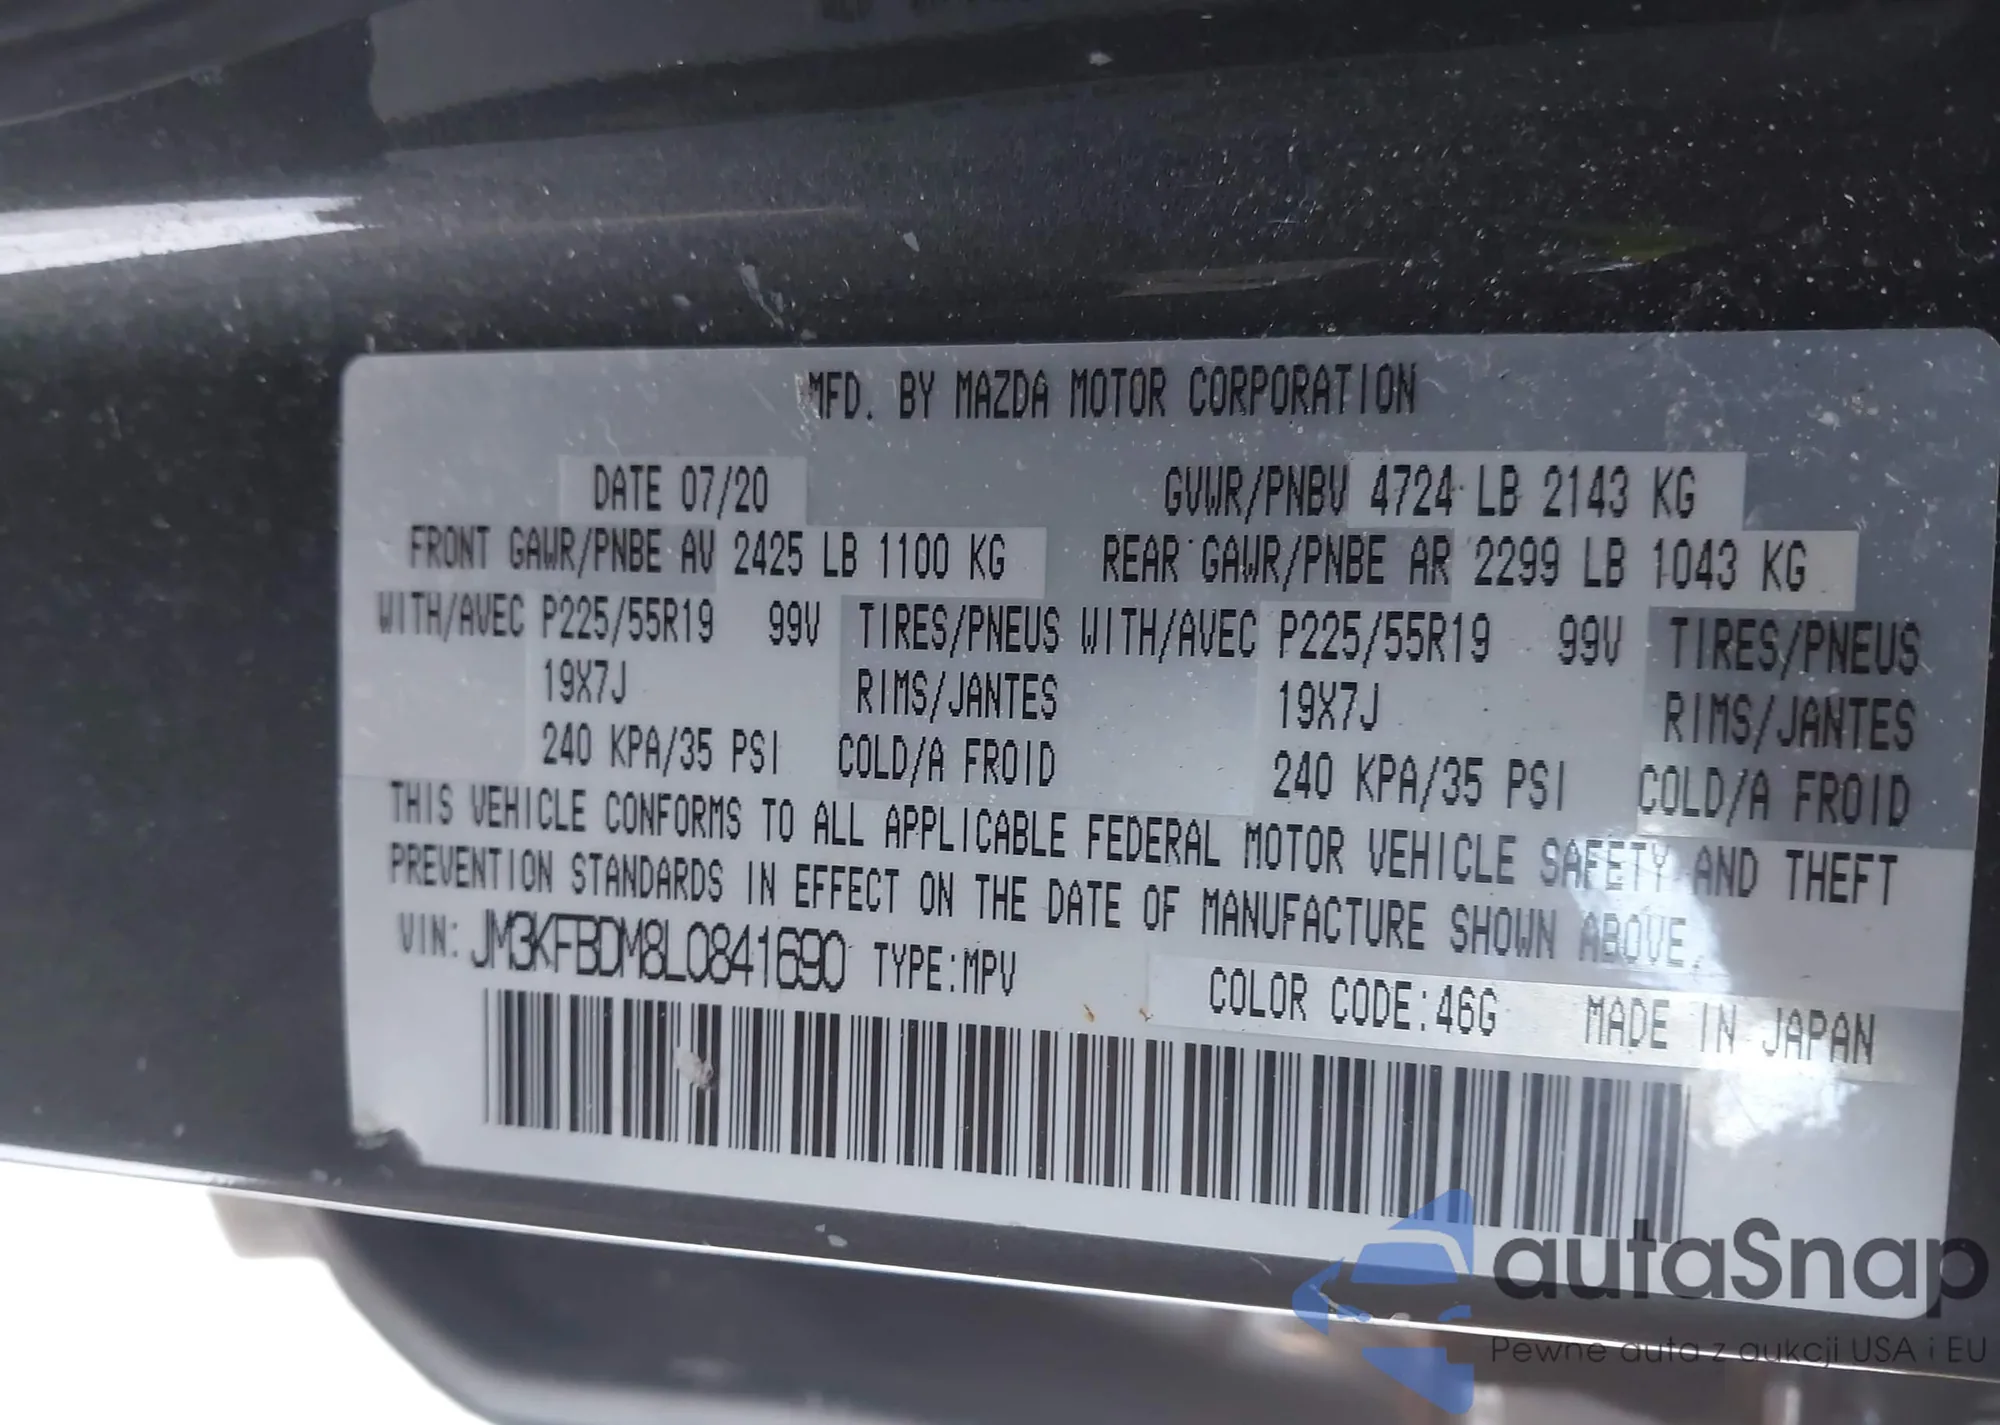 MFD. BY MAZDA MOTOR CORPORATION
DATE 07/20 GVWR/PNBV 4724 LB 2143 KG
FRONT GAWR/PNBE AV 2425 LB 1100 KG REAR GAWR/PNBE AR 2299 LB 1043 KG
WITH/AVEC P225/55R19 99V TIRES/PNEUS WITH/AVEC P225/55R19 99V TIRES/PNEUS
19X7J RIMS/JANTES 19X7J RIMS/JANTES
240 KPA/35 PSI COLD/A FROID 240 KPA/35 PSI COLD/A FROID
THIS VEHICLE CONFORMS TO ALL APPLICABLE FEDERAL MOTOR VEHICLE SAFETY AND THEFT
PREVENTION STANDARDS IN EFFECT ON THE DATE OF MANUFACTURE SHOWN ABOVE.
VIN: JM3KFBDM8L0841690 TYPE:MPV COLOR CODE:46G MADE IN JAPAN
autaSnap
Pewne auta z aukcji USA i EU